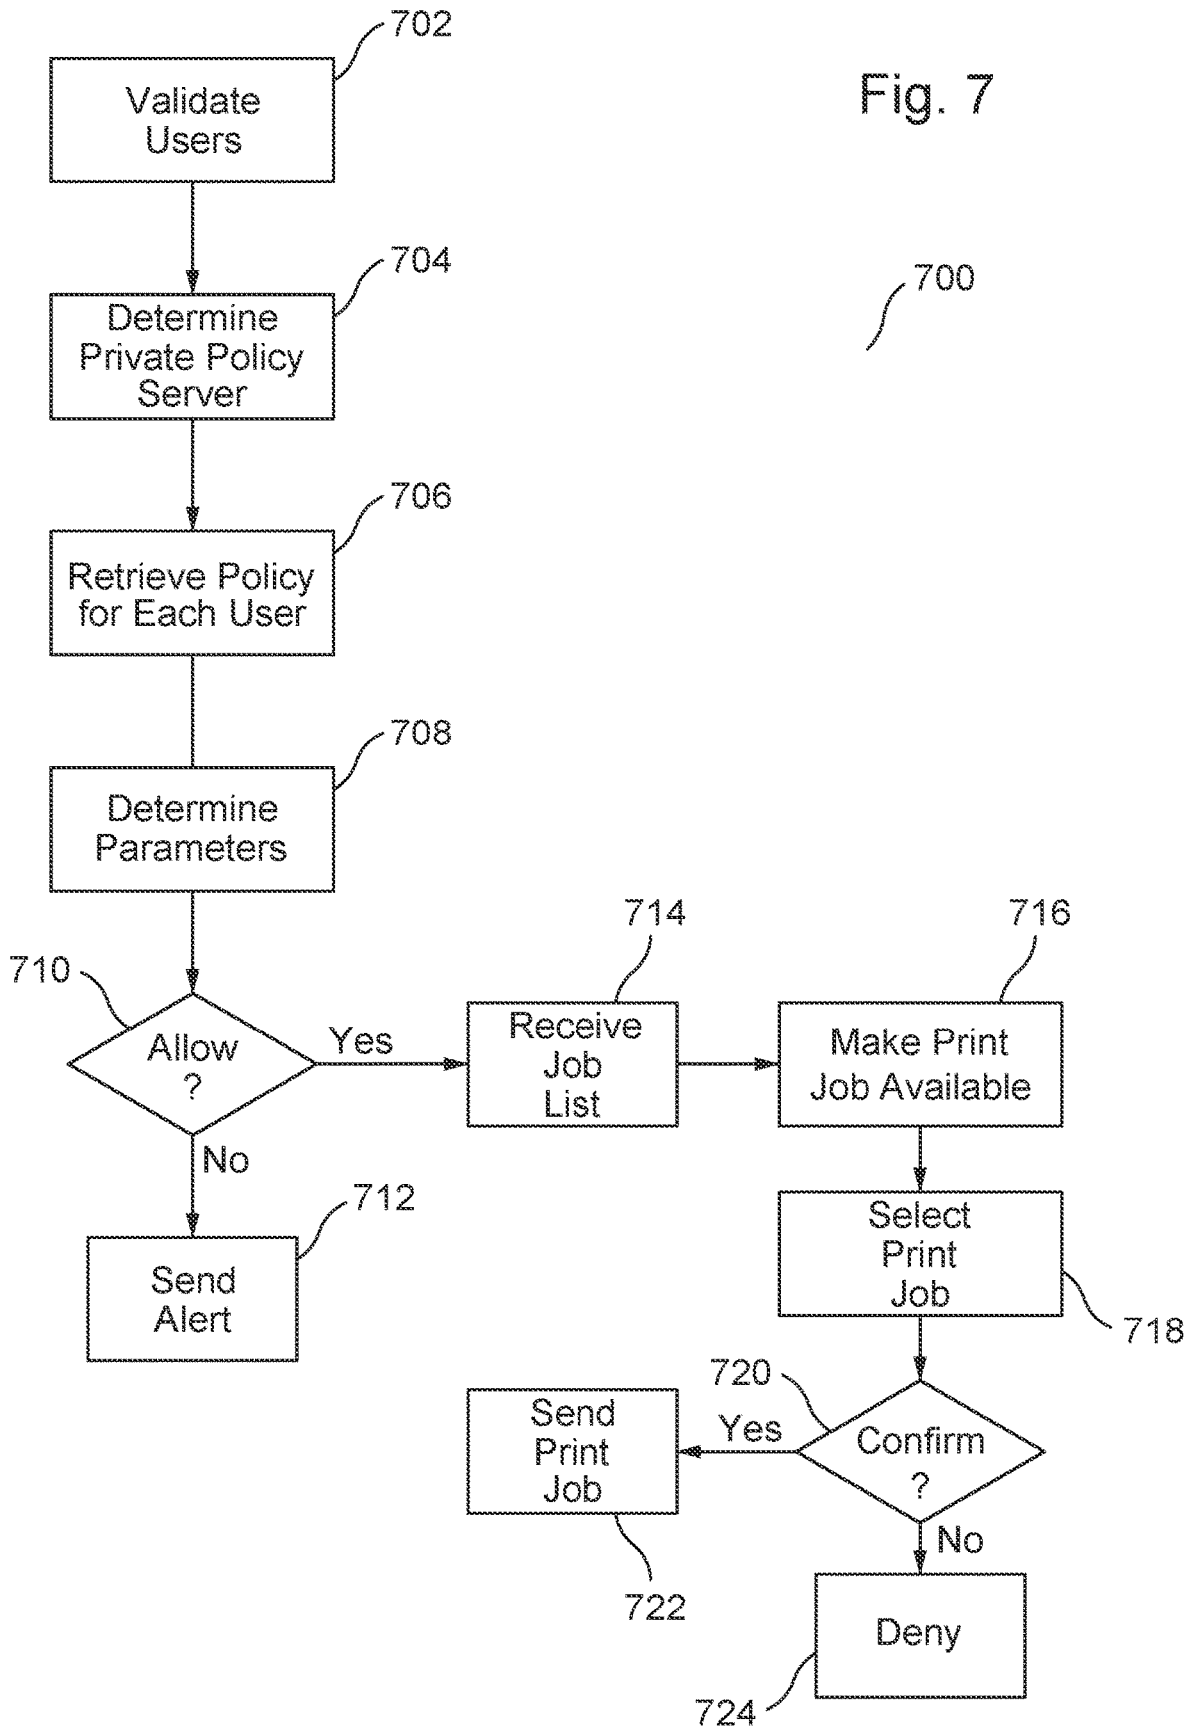 702
Fig. 7
Validate
Users
704
700
Determine
Private Policy
Server
706
Retrieve Policy
for Each User
708
Determine
Parameters
714
716
710
Allow
?
Yes
Receive
Job
List
Make Print
Job Available
No
712
Send
Alert
Select
Print
Job
718
720
Confirm
?
Yes
Send
Print
Job
No
722
Deny
724